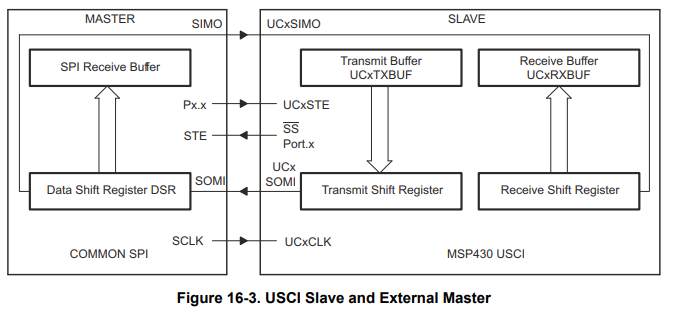 MASTER
SLAVE
SIMO
UCxSIMO
SPI Receive Buffer
Transmit Buffer
UCxTXBUF
Receive Buffer
UCxRXBUF
Px.x
UCxSTE
STE
SS
Port.x
SOMI
UCx
SOMI
Data Shift Register DSR
Transmit Shift Register
Receive Shift Register
SCLK
UCxCLK
COMMON SPI
MSP430 USCI
Figure 16-3. USCI Slave and External Master